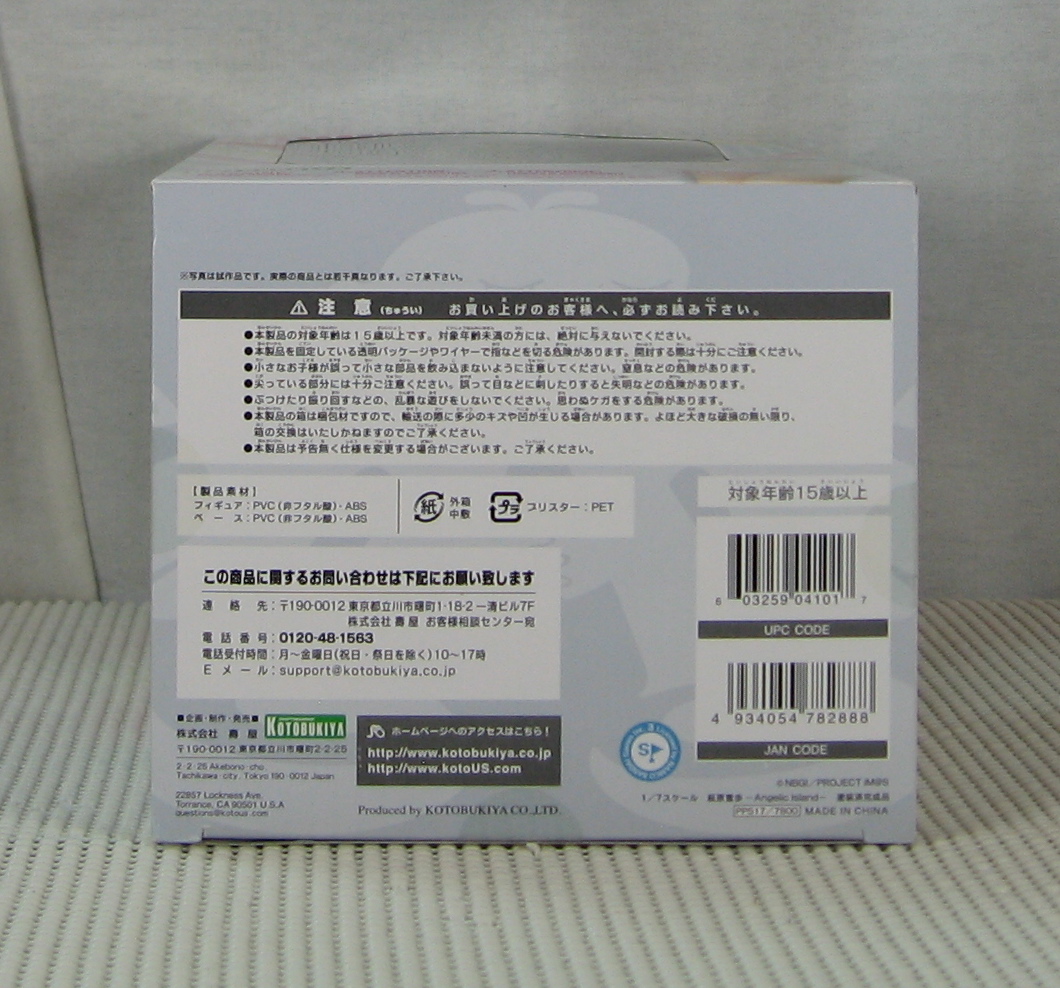 ※写真は試作品です。実際の商品とは若干異なります。ご了承下さい。
⚠ 注 意 (ちゅうい) お買い上げのお客様へ、必ずお読み下さい。
●本製品の対象年齢は15歳以上です。対象年齢未満の方には、絶対に与えないでください。
●本製品を固定している透明パッケージやワイヤーで指などを切る危険があります。開封する際は十分にご注意ください。
●小さなお子様が誤って小さな部品を飲み込まないように注意してください。窒息などの危険があります。
●尖っている部分には十分ご注意ください。誤って目などに刺したりすると失明などの危険があります。
●ぶつけたり振り回すなどの、乱暴な遊びをしないでください。思わぬケガをする危険があります。
●本製品の箱は梱包材ですので、輸送の際に多少のキズや凹が生じる場合があります。よほど大きな破損の無い限り、
箱の交換はいたしかねますのでご了承ください。
●本製品は予告無く仕様を変更する場合がございます。ご了承ください。
【製品素材】
フィギュア:PVC(非フタル酸)・ABS
ベース:PVC(非フタル酸)・ABS
紙 外箱
中敷
プラ ブリスター:PET
対象年齢15歳以上
6 03259 04101 7
UPC CODE
4 934054 782888
JAN CODE
この商品に関するお問い合わせは下記にお願い致します
連絡先:〒190-0012 東京都立川市曙町1-18-2 一清ビル7F
株式会社 壽屋 お客様相談センター宛
電話番号:0120-48-1563
電話受付時間:月~金曜日(祝日・祭日を除く)10~17時
Eメール:support@kotobukiya.co.jp
■企画・制作・発売■
株式会社 壽屋
KOTOBUKIYA
〒190-0012 東京都立川市曙町2-2-25
2-2-25 Akebono-cho,
Tachikawa-city, Tokyo 190-0012 Japan
22857 Lockness Ave.
Torrance, CA 90501 U.S.A
questions@kotous.com
ホームページへのアクセスはこちら!
http://www.kotobukiya.co.jp
http://www.kotoUS.com
Produced by KOTOBUKIYA CO.,LTD.
©NBGI/PROJECT iM@S
1/7スケール 萩原雪歩 -Angelic Island- 塗装済完成品
PP517/7800 MADE IN CHINA